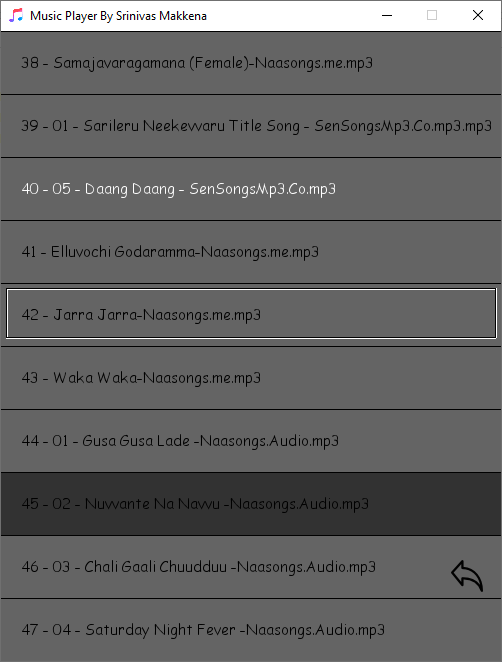 Music Player By Srinivas Makkena
38 - Samajavaragamana (Female)-Naasongs.me.mp3
39 - 01 - Sarileru Neekevvaru Title Song - SenSongsMp3.Co.mp3.mp3
40 - 05 - Daang Daang - SenSongsMp3.Co.mp3
41 - Elluvochi Godaramma-Naasongs.me.mp3
42 - Jarra Jarra-Naasongs.me.mp3
43 - Waka Waka-Naasongs.me.mp3
44 - 01 - Gusa Gusa Lade -Naasongs.Audio.mp3
45 - 02 - Nuvvante Na Navvu -Naasongs.Audio.mp3
46 - 03 - Chali Gaali Chuudduu -Naasongs.Audio.mp3
47 - 04 - Saturday Night Fever -Naasongs.Audio.mp3